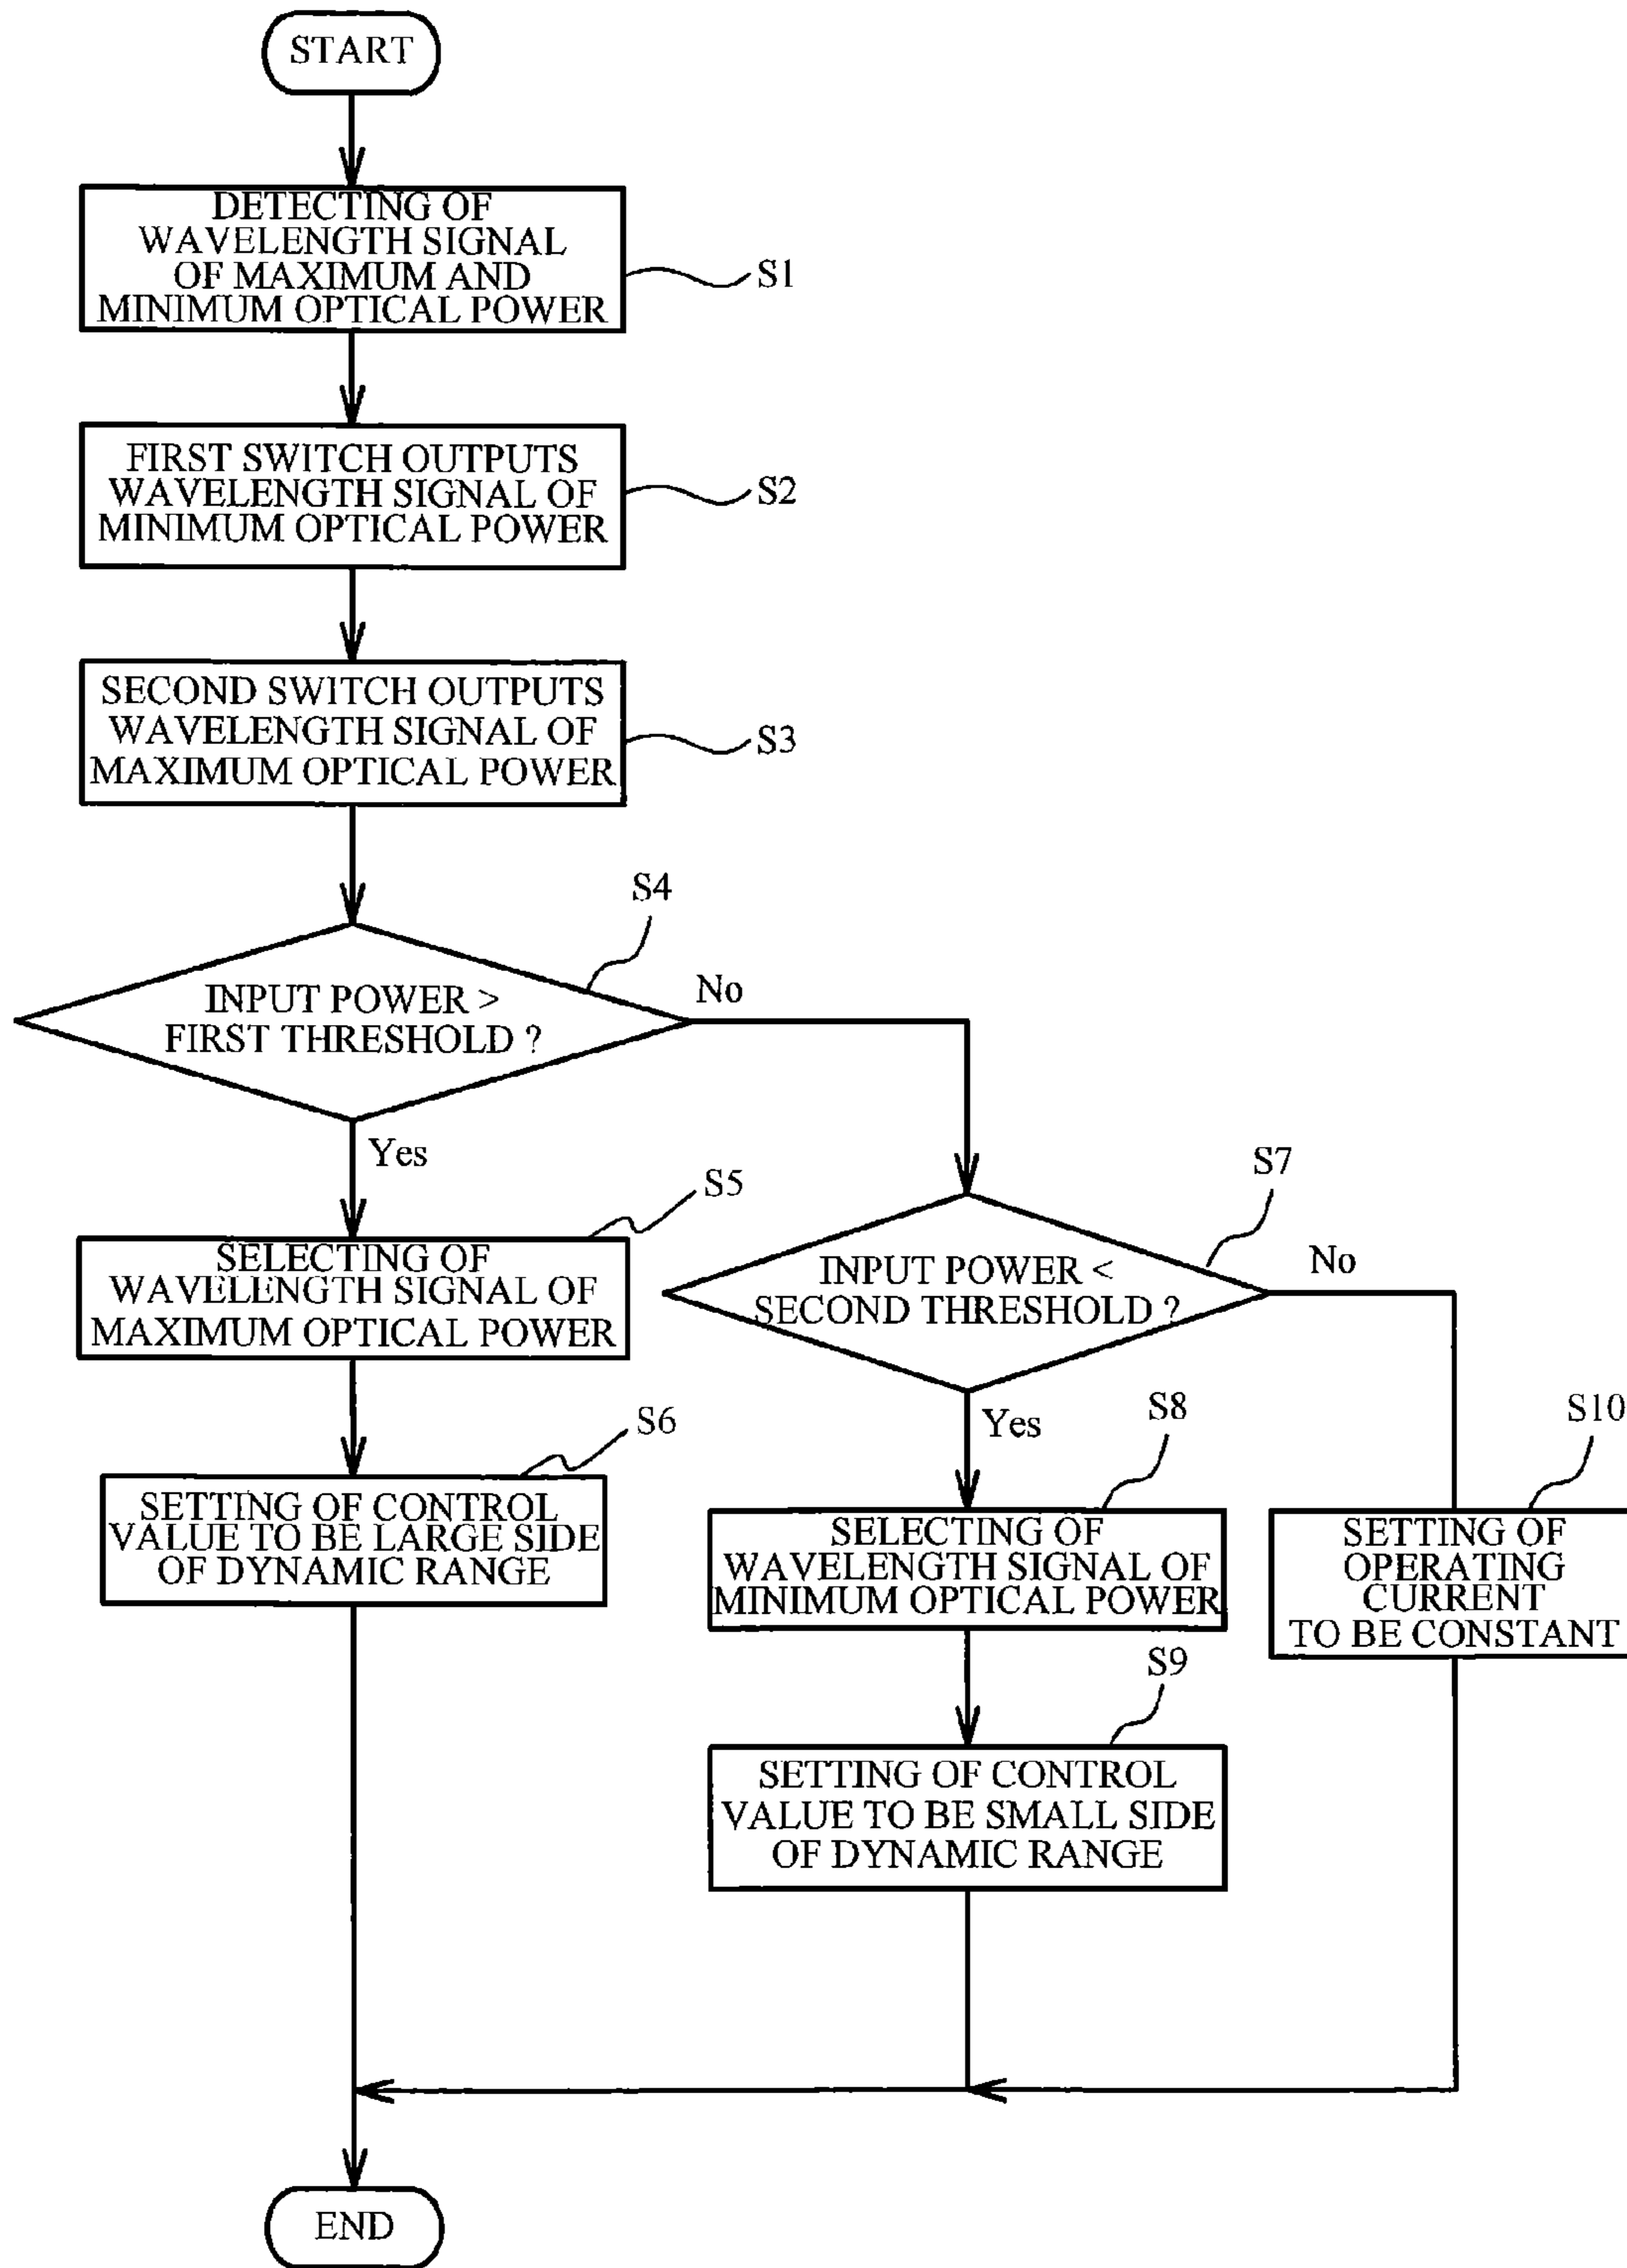 START
DETECTING OF
WAVELENGTH SIGNAL
OF MAXIMUM AND
MINIMUM OPTICAL POWER
S1
FIRST SWITCH OUTPUTS
WAVELENGTH SIGNAL OF
MINIMUM OPTICAL POWER
S2
SECOND SWITCH OUTPUTS
WAVELENGTH SIGNAL OF
MAXIMUM OPTICAL POWER
S3
S4
INPUT POWER >
FIRST THRESHOLD ?
No
Yes
S5
SELECTING OF
WAVELENGTH SIGNAL OF
MAXIMUM OPTICAL POWER
S6
SETTING OF CONTROL
VALUE TO BE LARGE SIDE
OF DYNAMIC RANGE
S7
INPUT POWER <
SECOND THRESHOLD ?
No
Yes
S8
SELECTING OF
WAVELENGTH SIGNAL OF
MINIMUM OPTICAL POWER
S9
SETTING OF CONTROL
VALUE TO BE SMALL SIDE
OF DYNAMIC RANGE
S10
SETTING OF
OPERATING
CURRENT
TO BE CONSTANT
END